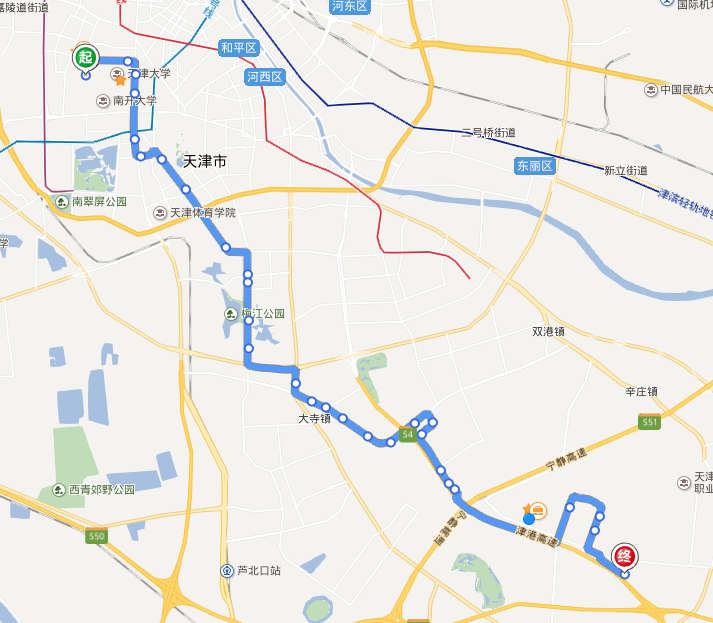 嘉陵道街道
河东区
国际机
和平区
起
天津大学
河西区
中国民航大
南开大学
二号桥街道
天津市
东丽区
新立街道
南翠屏公园
津滨轻轨地铁
天津体育学院
学
梅江公园
双港镇
辛庄镇
大寺镇
S4
S51
宁静高速
西青郊野公园
天津
职业
宁静高速
S50
津港高速
终
芦北口站